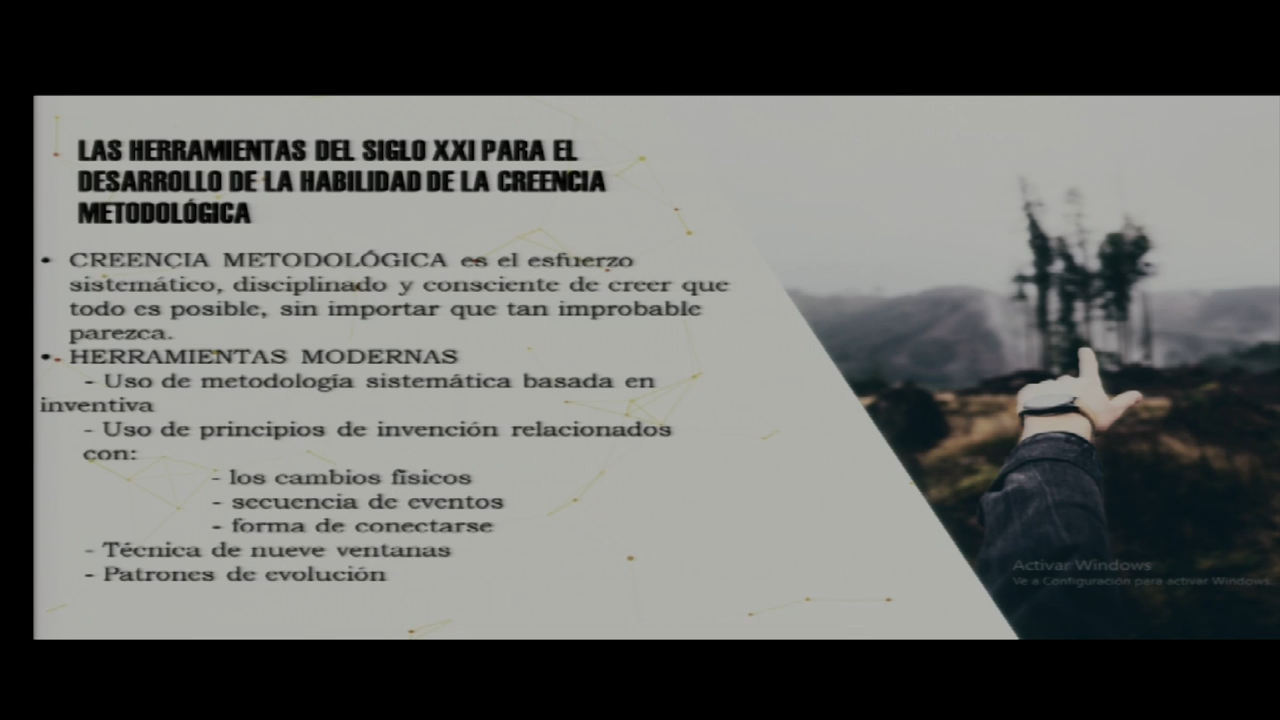 LAS HERRAMIENTAS DEL SIGLO XXI PARA EL
DESARROLLO DE LA HABILIDAD DE LA CREENCIA
METODOLÓGICA
• CREENCIA METODOLÓGICA es el esfuerzo
sistemático, disciplinado y consciente de creer que
todo es posible, sin importar que tan improbable
parezca.
• HERRAMIENTAS MODERNAS
- Uso de metodología sistemática basada en
inventiva
- Uso de principios de invención relacionados
con:
- los cambios físicos
- secuencia de eventos
- forma de conectarse
- Técnica de nueve ventanas
- Patrones de evolución
Activar Windows
Ve a Configuración para activar Windows.